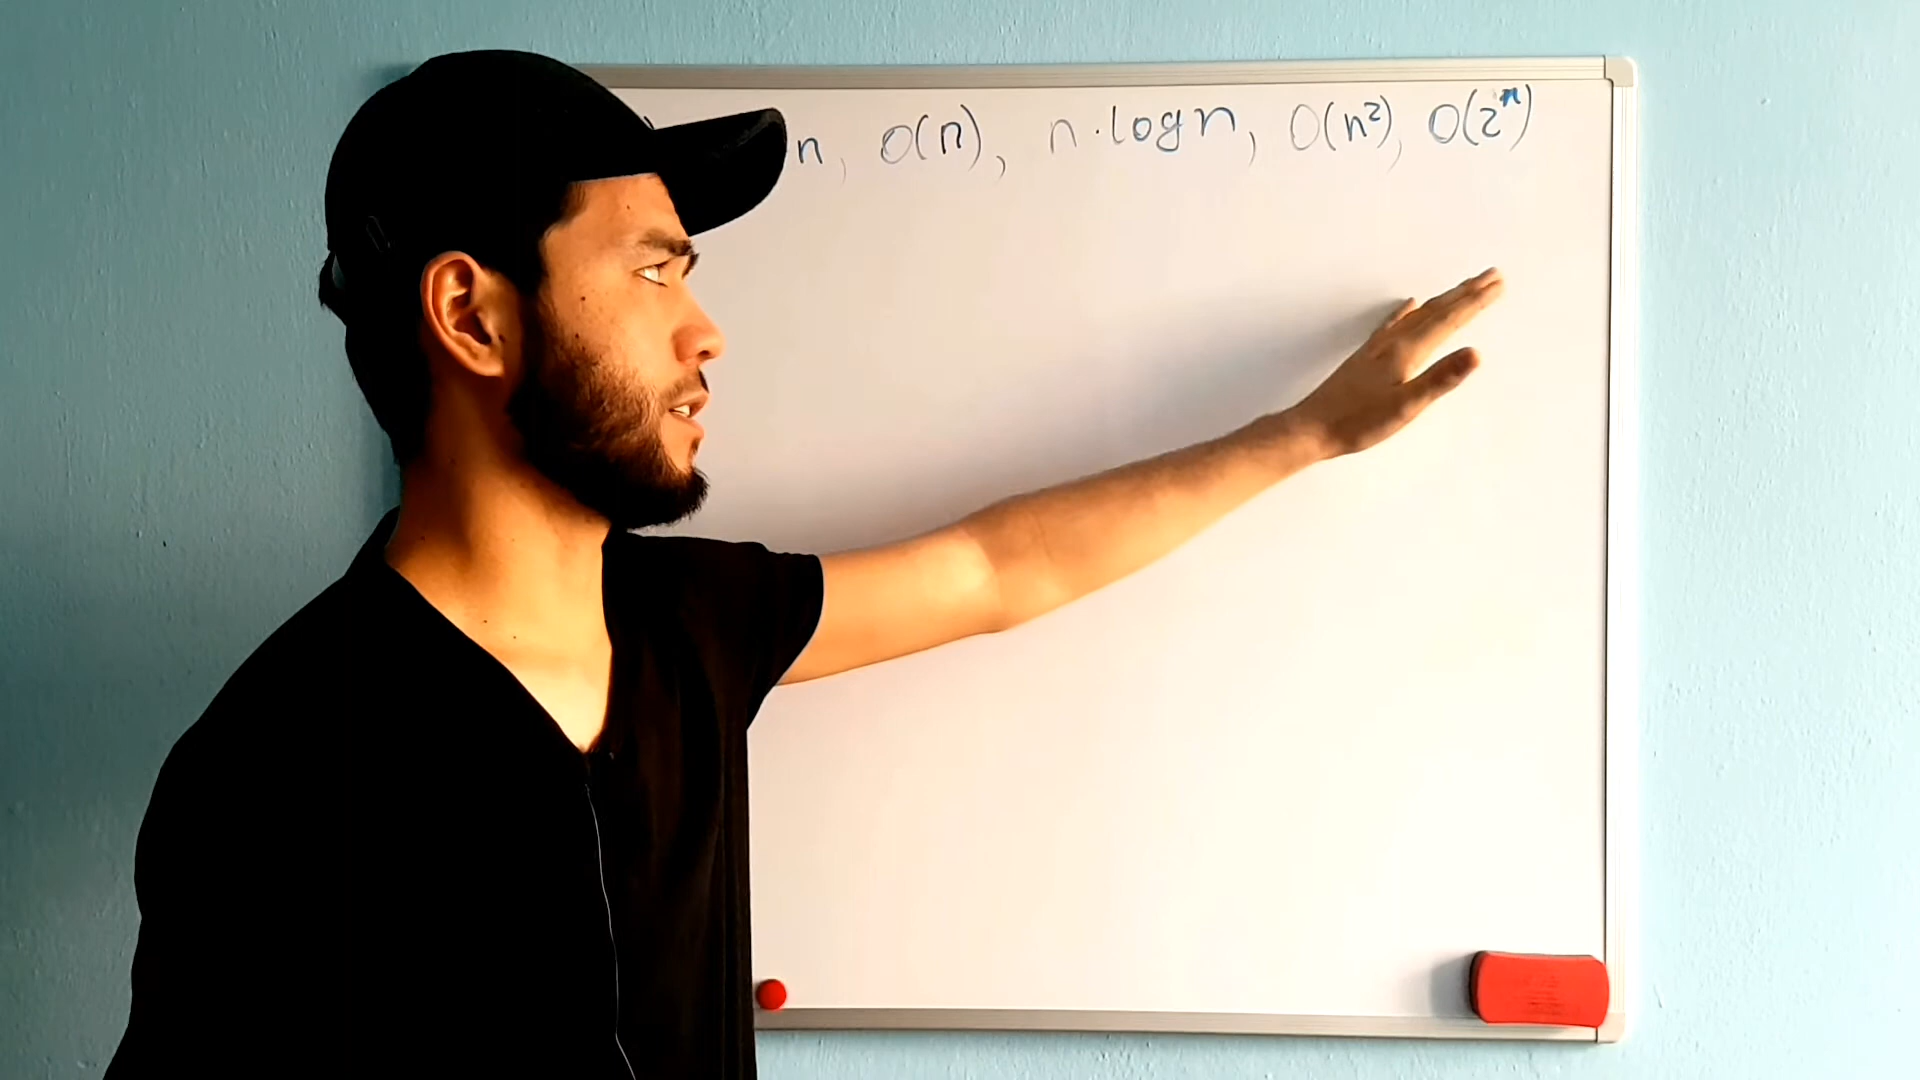 n, O(n), n·logn, O(n²), O(2ⁿ)